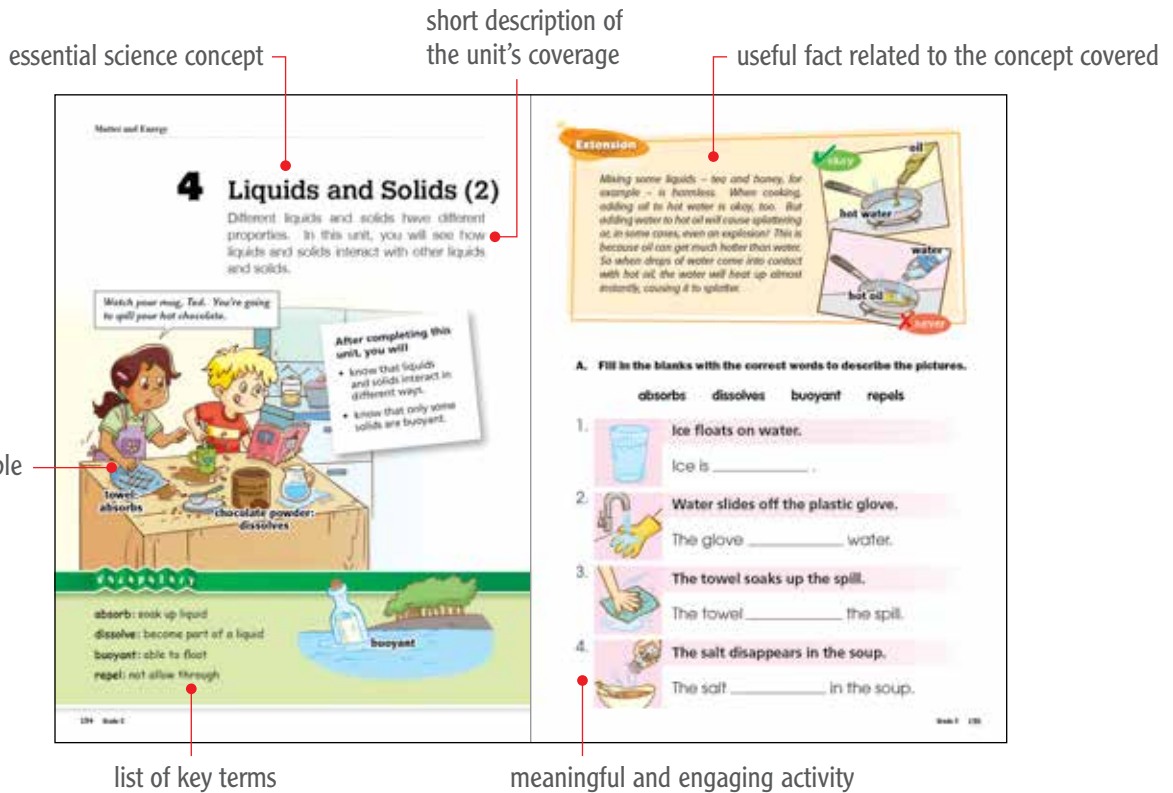 short description of
the unit's coverage
essential science concept
useful fact related to the concept covered
Matter and Energy
4 Liquids and Solids (2)
Different liquids and solids have different
properties. In this unit, you will see how
liquids and solids interact with other liquids
and solids.
Watch your mug, Ted. You're going
to spill your hot chocolate.
After completing this
unit, you will
• know that liquids
and solids interact in
different ways.
• know that only some
solids are buoyant.
towel:
absorbs
chocolate powder:
dissolves
vocabulary
absorb: soak up liquid
dissolve: become part of a liquid
buoyant: able to float
repel: not allow through
buoyant
Extension
Mixing some liquids – tea and honey, for
example – is harmless. When cooking,
adding oil to hot water is okay, too. But
adding water to hot oil will cause splattering
or, in some cases, even an explosion! This is
because oil can get much hotter than water.
So when drops of water come into contact
with hot oil, the water will heat up almost
instantly, causing it to splatter.
okay
oil
hot water
water
hot oil
never
A. Fill in the blanks with the correct words to describe the pictures.
absorbs dissolves buoyant repels
1. Ice floats on water.
Ice is __________ .
2. Water slides off the plastic glove.
The glove __________ water.
3. The towel soaks up the spill.
The towel __________ the spill.
4. The salt disappears in the soup.
The salt __________ in the soup.
list of key terms
meaningful and engaging activity